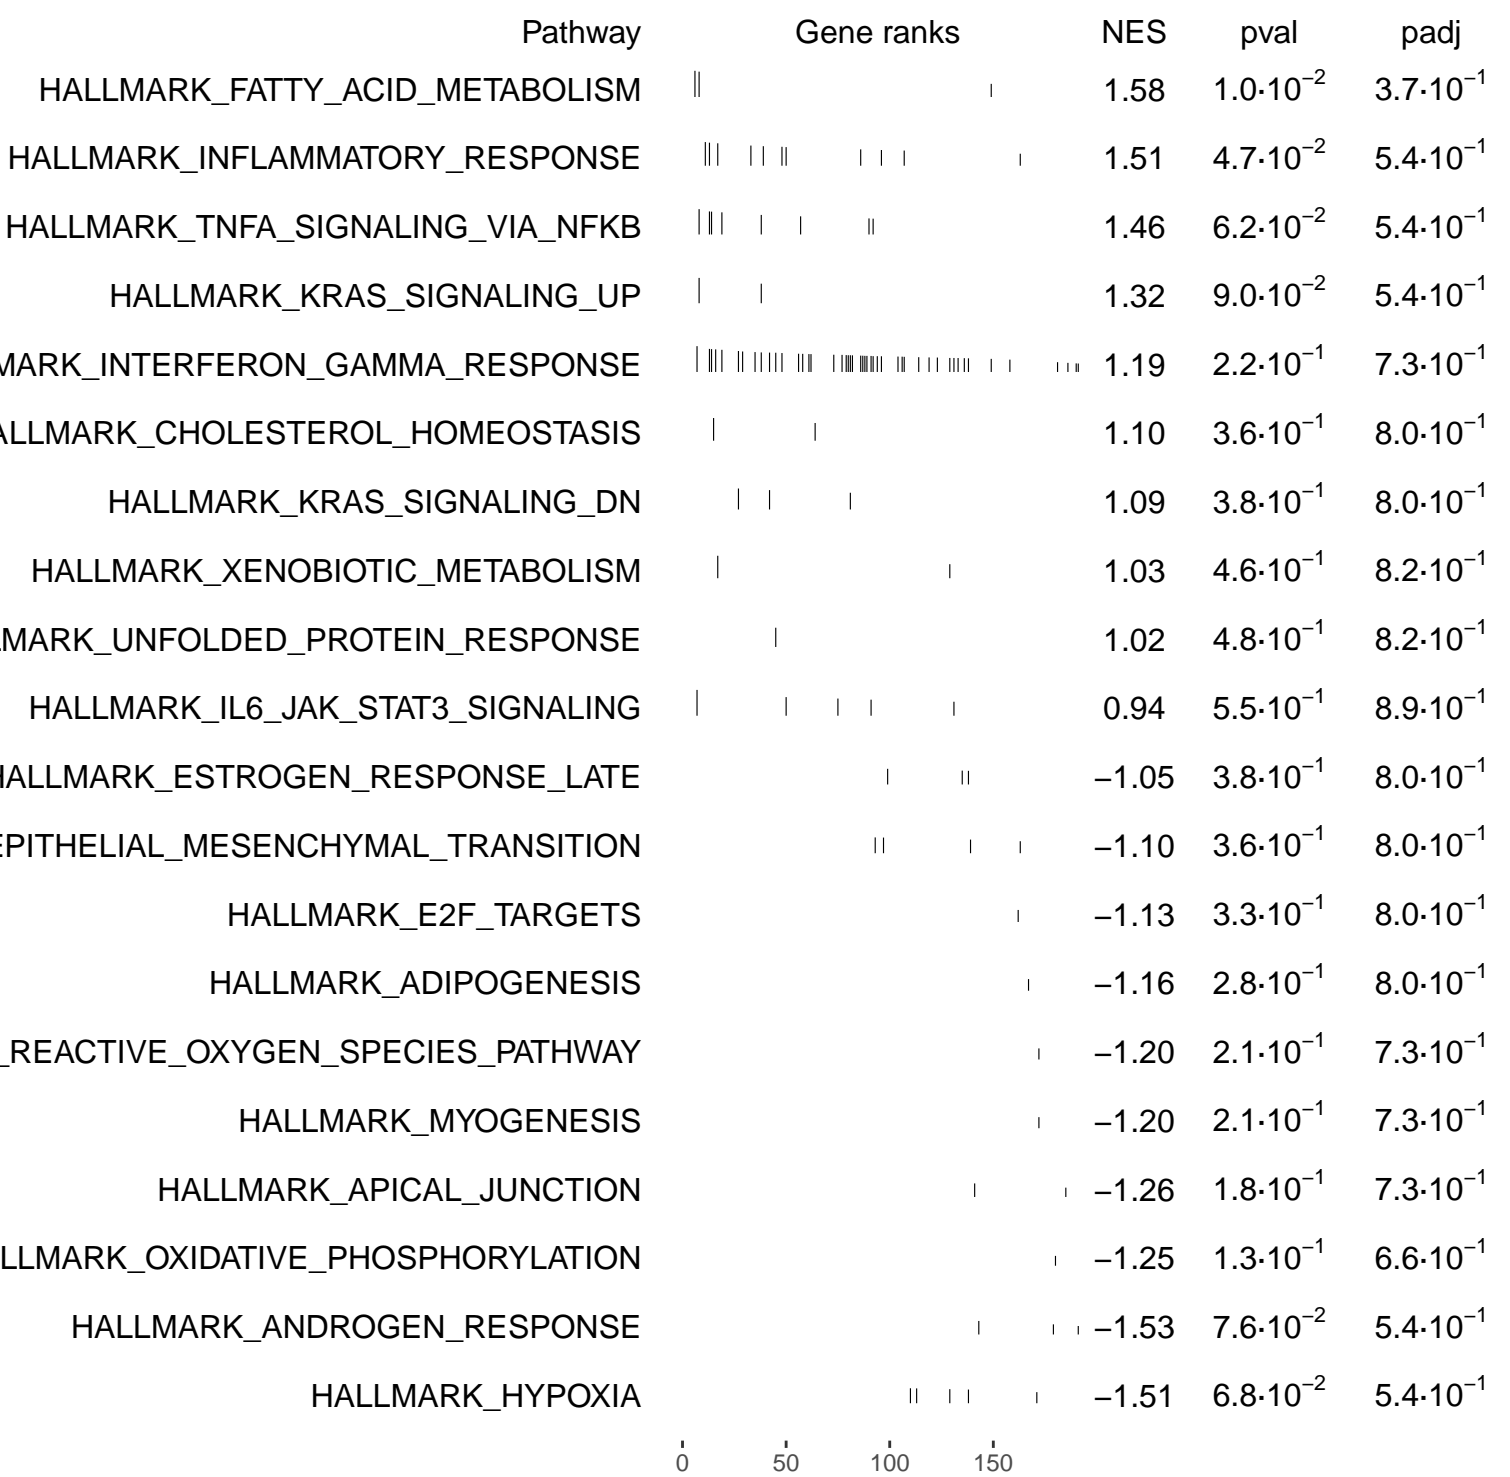 Pathway Gene ranks NES pval padj
HALLMARK_FATTY_ACID_METABOLISM 1.58 1.0·10⁻² 3.7·10⁻¹
HALLMARK_INFLAMMATORY_RESPONSE 1.51 4.7·10⁻² 5.4·10⁻¹
HALLMARK_TNFA_SIGNALING_VIA_NFKB 1.46 6.2·10⁻² 5.4·10⁻¹
HALLMARK_KRAS_SIGNALING_UP 1.32 9.0·10⁻² 5.4·10⁻¹
MARK_INTERFERON_GAMMA_RESPONSE 1.19 2.2·10⁻¹ 7.3·10⁻¹
ALLMARK_CHOLESTEROL_HOMEOSTASIS 1.10 3.6·10⁻¹ 8.0·10⁻¹
HALLMARK_KRAS_SIGNALING_DN 1.09 3.8·10⁻¹ 8.0·10⁻¹
HALLMARK_XENOBIOTIC_METABOLISM 1.03 4.6·10⁻¹ 8.2·10⁻¹
MARK_UNFOLDED_PROTEIN_RESPONSE 1.02 4.8·10⁻¹ 8.2·10⁻¹
HALLMARK_IL6_JAK_STAT3_SIGNALING 0.94 5.5·10⁻¹ 8.9·10⁻¹
HALLMARK_ESTROGEN_RESPONSE_LATE −1.05 3.8·10⁻¹ 8.0·10⁻¹
EPITHELIAL_MESENCHYMAL_TRANSITION −1.10 3.6·10⁻¹ 8.0·10⁻¹
HALLMARK_E2F_TARGETS −1.13 3.3·10⁻¹ 8.0·10⁻¹
HALLMARK_ADIPOGENESIS −1.16 2.8·10⁻¹ 8.0·10⁻¹
_REACTIVE_OXYGEN_SPECIES_PATHWAY −1.20 2.1·10⁻¹ 7.3·10⁻¹
HALLMARK_MYOGENESIS −1.20 2.1·10⁻¹ 7.3·10⁻¹
HALLMARK_APICAL_JUNCTION −1.26 1.8·10⁻¹ 7.3·10⁻¹
LLMARK_OXIDATIVE_PHOSPHORYLATION −1.25 1.3·10⁻¹ 6.6·10⁻¹
HALLMARK_ANDROGEN_RESPONSE −1.53 7.6·10⁻² 5.4·10⁻¹
HALLMARK_HYPOXIA −1.51 6.8·10⁻² 5.4·10⁻¹
0 50 100 150